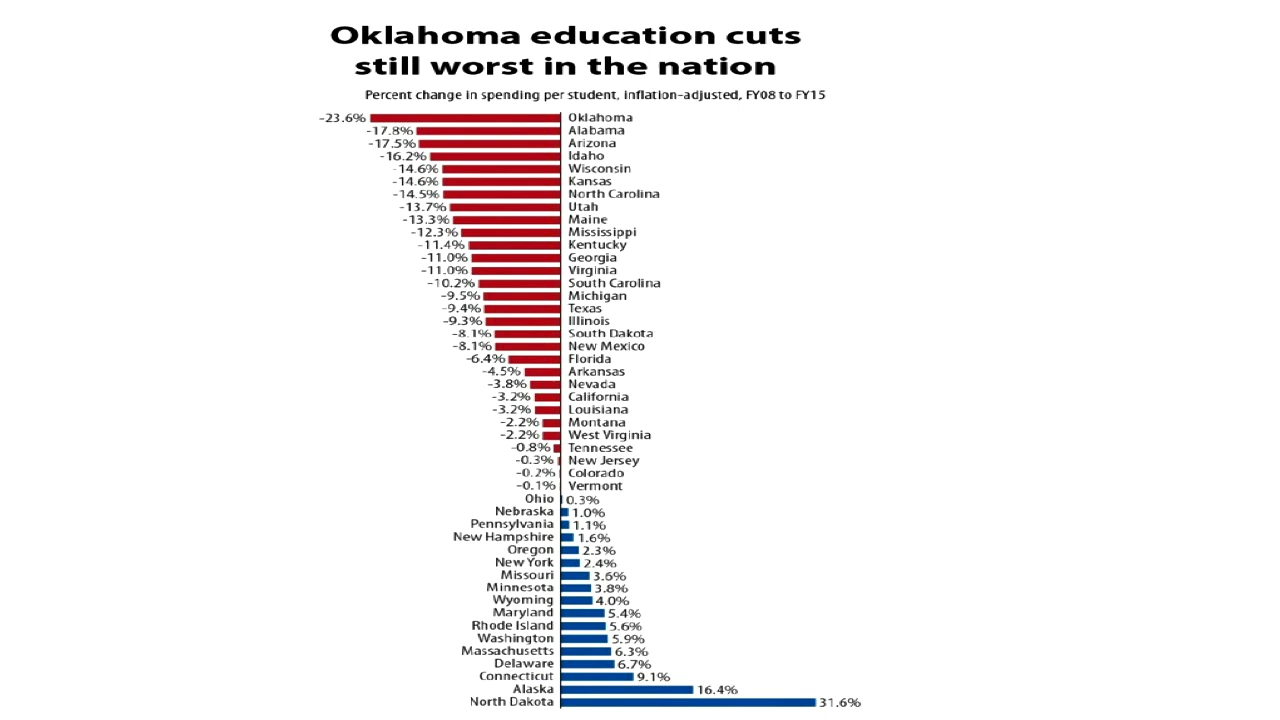 Oklahoma education cuts
still worst in the nation
Percent change in spending per student, inflation-adjusted, FY08 to FY15
-23.6% Oklahoma
-17.8% Alabama
-17.5% Arizona
-16.2% Idaho
-14.6% Wisconsin
-14.6% Kansas
-14.5% North Carolina
-13.7% Utah
-13.3% Maine
-12.3% Mississippi
-11.4% Kentucky
-11.0% Georgia
-11.0% Virginia
-10.2% South Carolina
-9.5% Michigan
-9.4% Texas
-9.3% Illinois
-8.1% South Dakota
-8.1% New Mexico
-6.4% Florida
-4.5% Arkansas
-3.8% Nevada
-3.2% California
-3.2% Louisiana
-2.2% Montana
-2.2% West Virginia
-0.8% Tennessee
-0.3% New Jersey
-0.2% Colorado
-0.1% Vermont
Ohio 0.3%
Nebraska 1.0%
Pennsylvania 1.1%
New Hampshire 1.6%
Oregon 2.3%
New York 2.4%
Missouri 3.6%
Minnesota 3.8%
Wyoming 4.0%
Maryland 5.4%
Rhode Island 5.6%
Washington 5.9%
Massachusetts 6.3%
Delaware 6.7%
Connecticut 9.1%
Alaska 16.4%
North Dakota 31.6%